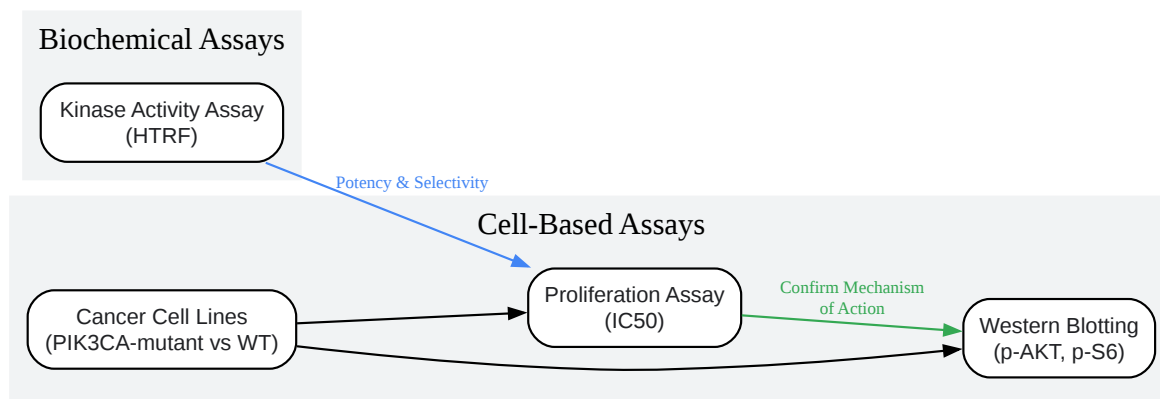 Biochemical Assays
Kinase Activity Assay
(HTRF)
Potency & Selectivity
Cell-Based Assays
Cancer Cell Lines
(PIK3CA-mutant vs WT)
Proliferation Assay
(IC50)
Confirm Mechanism
of Action
Western Blotting
(p-AKT, p-S6)